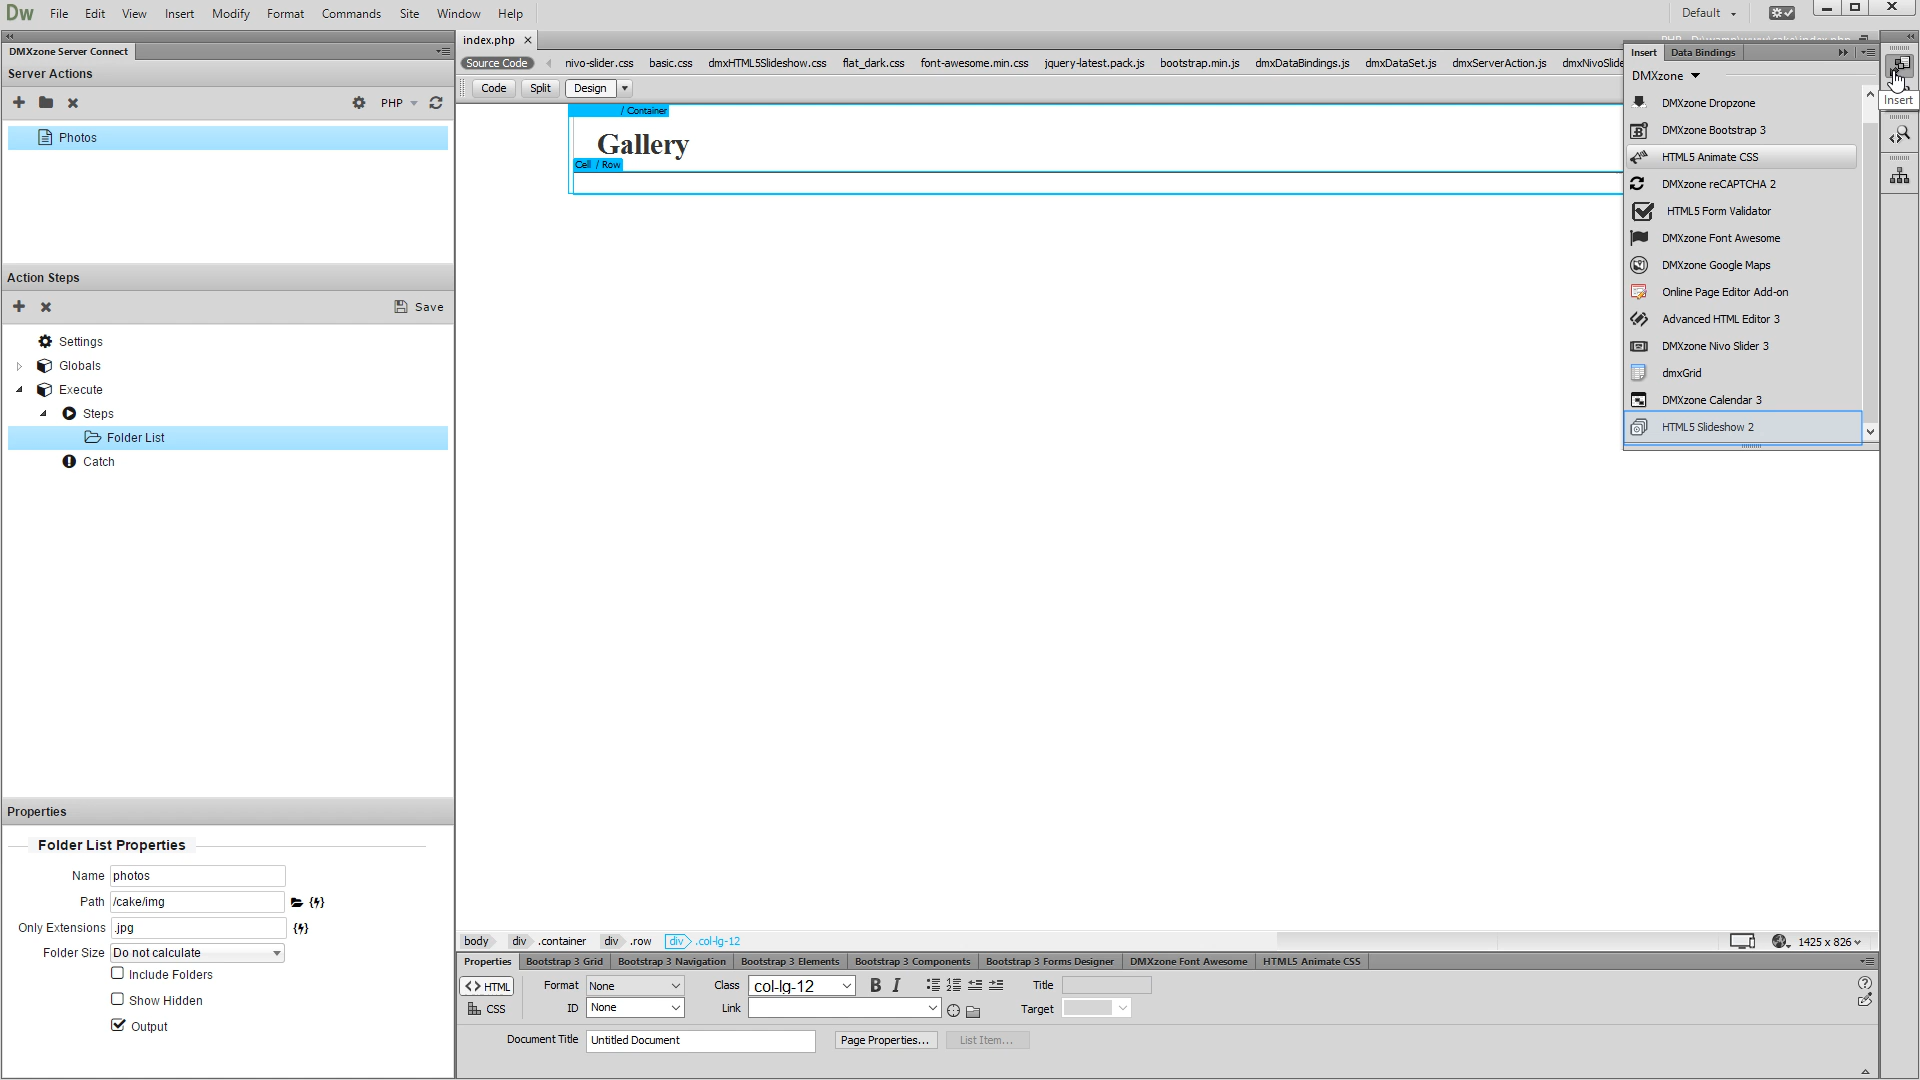 Dw File Edit View Insert Modify Format Commands Site Window Help Default
DMXzone Server Connect
Server Actions
PHP
Photos
Action Steps
Save
Settings
Globals
Execute
Steps
Folder List
Catch
Properties
Folder List Properties
Name photos
Path /cake/img
Only Extensions .jpg
Folder Size Do not calculate
Include Folders
Show Hidden
Output
index.php
Source Code nivo-slider.css basic.css dmxHTML5Slideshow.css flat_dark.css font-awesome.min.css jquery-latest.pack.js bootstrap.min.js dmxDataBindings.js dmxDataSet.js dmxServerAction.js dmxNivoSlide
Code Split Design
/ Container
Gallery
Cell / Row
Insert Data Bindings
DMXzone
DMXzone Dropzone
DMXzone Bootstrap 3
HTML5 Animate CSS
DMXzone reCAPTCHA 2
HTML5 Form Validator
DMXzone Font Awesome
DMXzone Google Maps
Online Page Editor Add-on
Advanced HTML Editor 3
DMXzone Nivo Slider 3
dmxGrid
DMXzone Calendar 3
HTML5 Slideshow 2
Insert
body div .container div .row div .col-lg-12 1425 x 826
Properties Bootstrap 3 Grid Bootstrap 3 Navigation Bootstrap 3 Elements Bootstrap 3 Components Bootstrap 3 Forms Designer DMXzone Font Awesome HTML5 Animate CSS
<> HTML Format None Class col-lg-12 B I Title
CSS ID None Link Target
Document Title Untitled Document Page Properties... List Item...